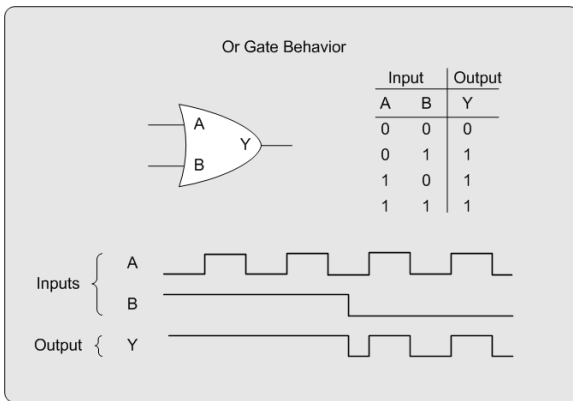 Or Gate Behavior
Input Output
A B Y
0 0 0
0 1 1
1 0 1
1 1 1
A
B
Y
Inputs
A
B
Output
Y